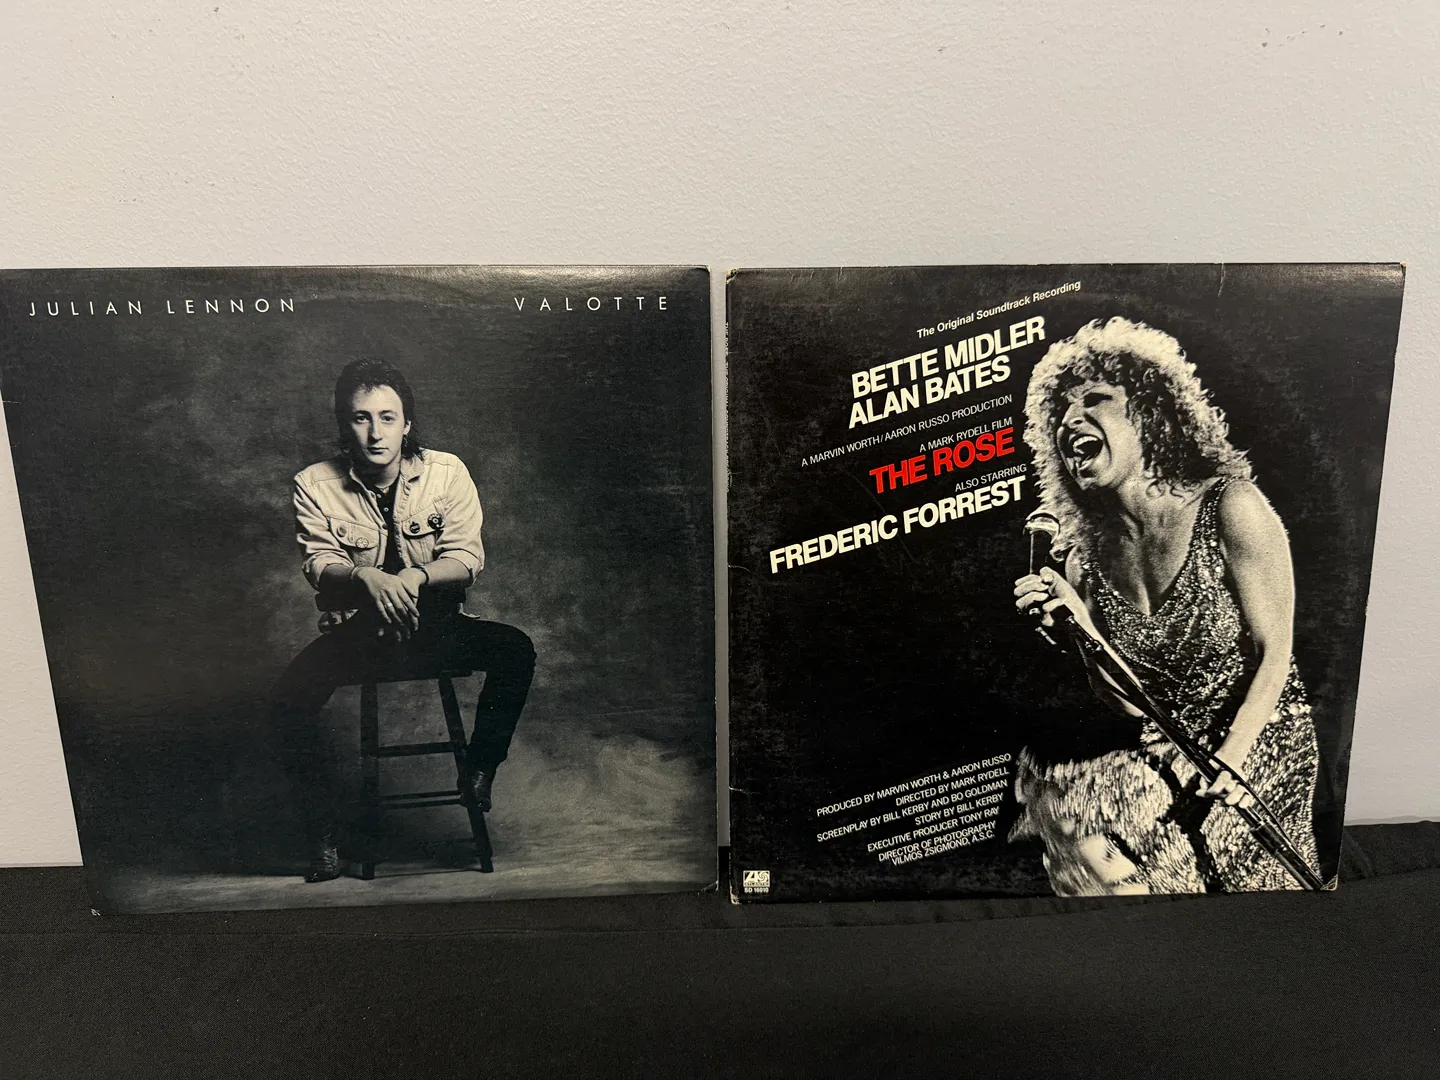 JULIAN LENNON
VALOTTE
The Original Soundtrack Recording
BETTE MIDLER
ALAN BATES
A MARVIN WORTH/AARON RUSSO PRODUCTION
A MARK RYDELL FILM
THE ROSE
ALSO STARRING
FREDERIC FORREST
PRODUCED BY MARVIN WORTH & AARON RUSSO
DIRECTED BY MARK RYDELL
SCREENPLAY BY BILL KERBY AND BO GOLDMAN
STORY BY BILL KERBY
EXECUTIVE PRODUCER TONY RAY
DIRECTOR OF PHOTOGRAPHY
VILMOS ZSIGMOND, A.S.C.
SD 16010